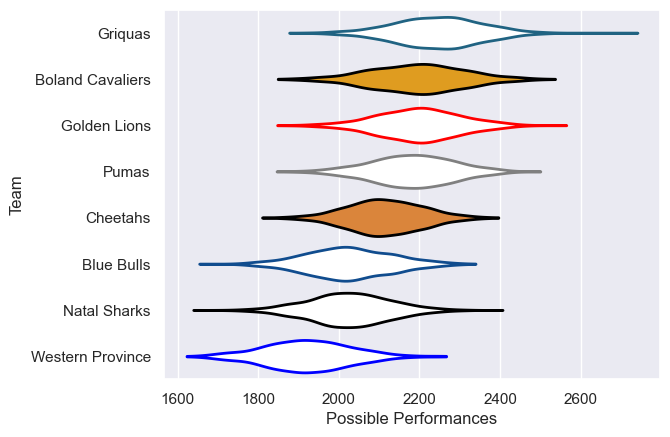 Griquas
Boland Cavaliers
Golden Lions
Pumas
Cheetahs
Blue Bulls
Natal Sharks
Western Province
Team
1600 1800 2000 2200 2400 2600
Possible Performances